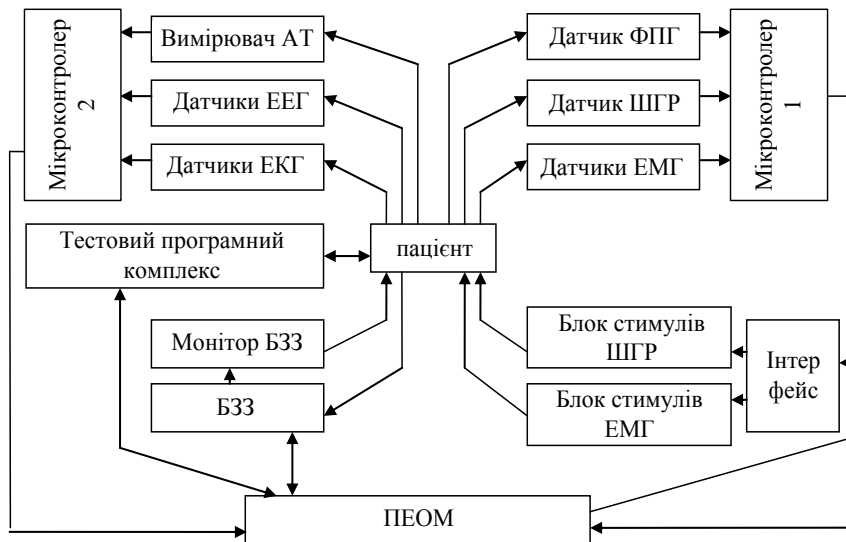 Мікроконтролер
2
Вимірювач АТ
Датчики ЕЕГ
Датчики ЕКГ
Датчик ФПГ
Датчик ШГР
Датчики ЕМГ
Мікроконтролер
1
Тестовий програмний
комплекс
пацієнт
Монітор БЗЗ
БЗЗ
Блок стимулів
ШГР
Блок стимулів
ЕМГ
Інтер
фейс
ПЕОМ